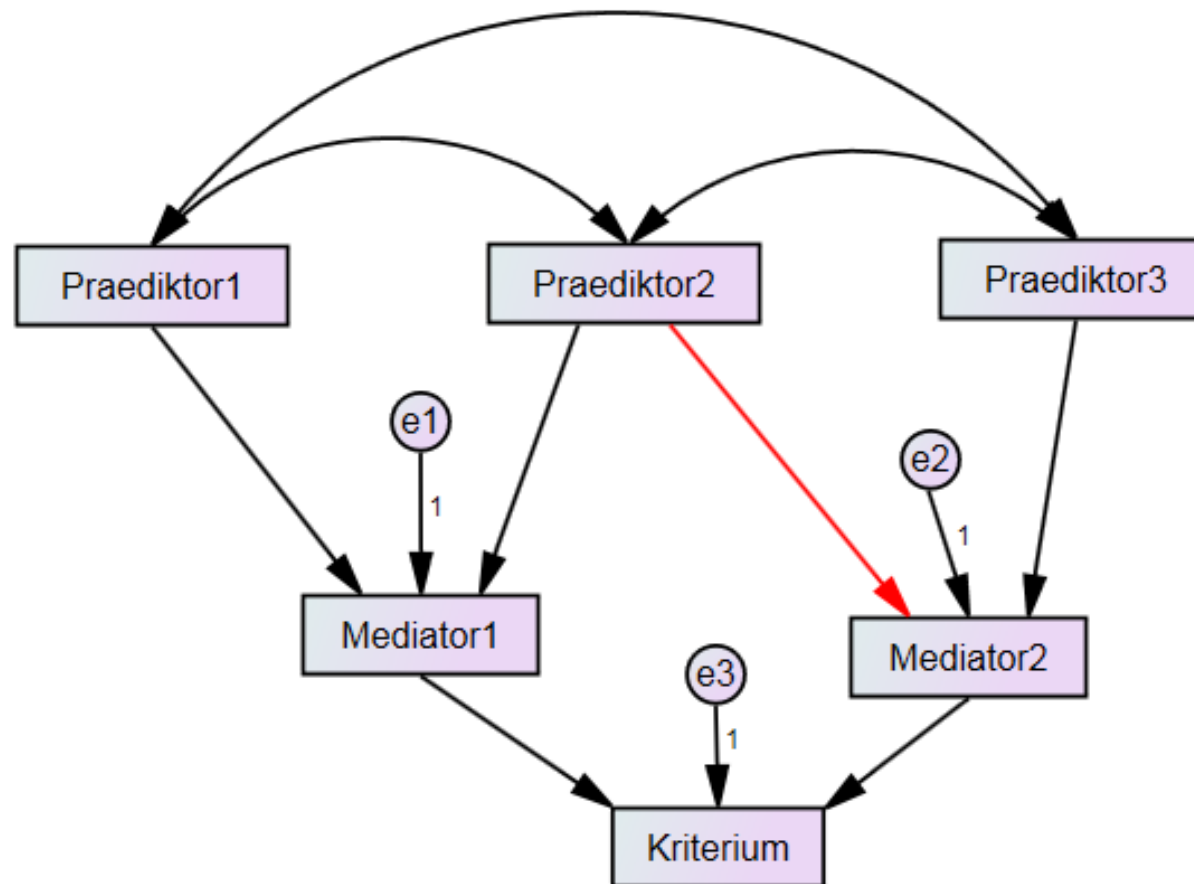 Praediktor1
Praediktor2
Praediktor3
e1
1
e2
1
Mediator1
Mediator2
e3
1
Kriterium